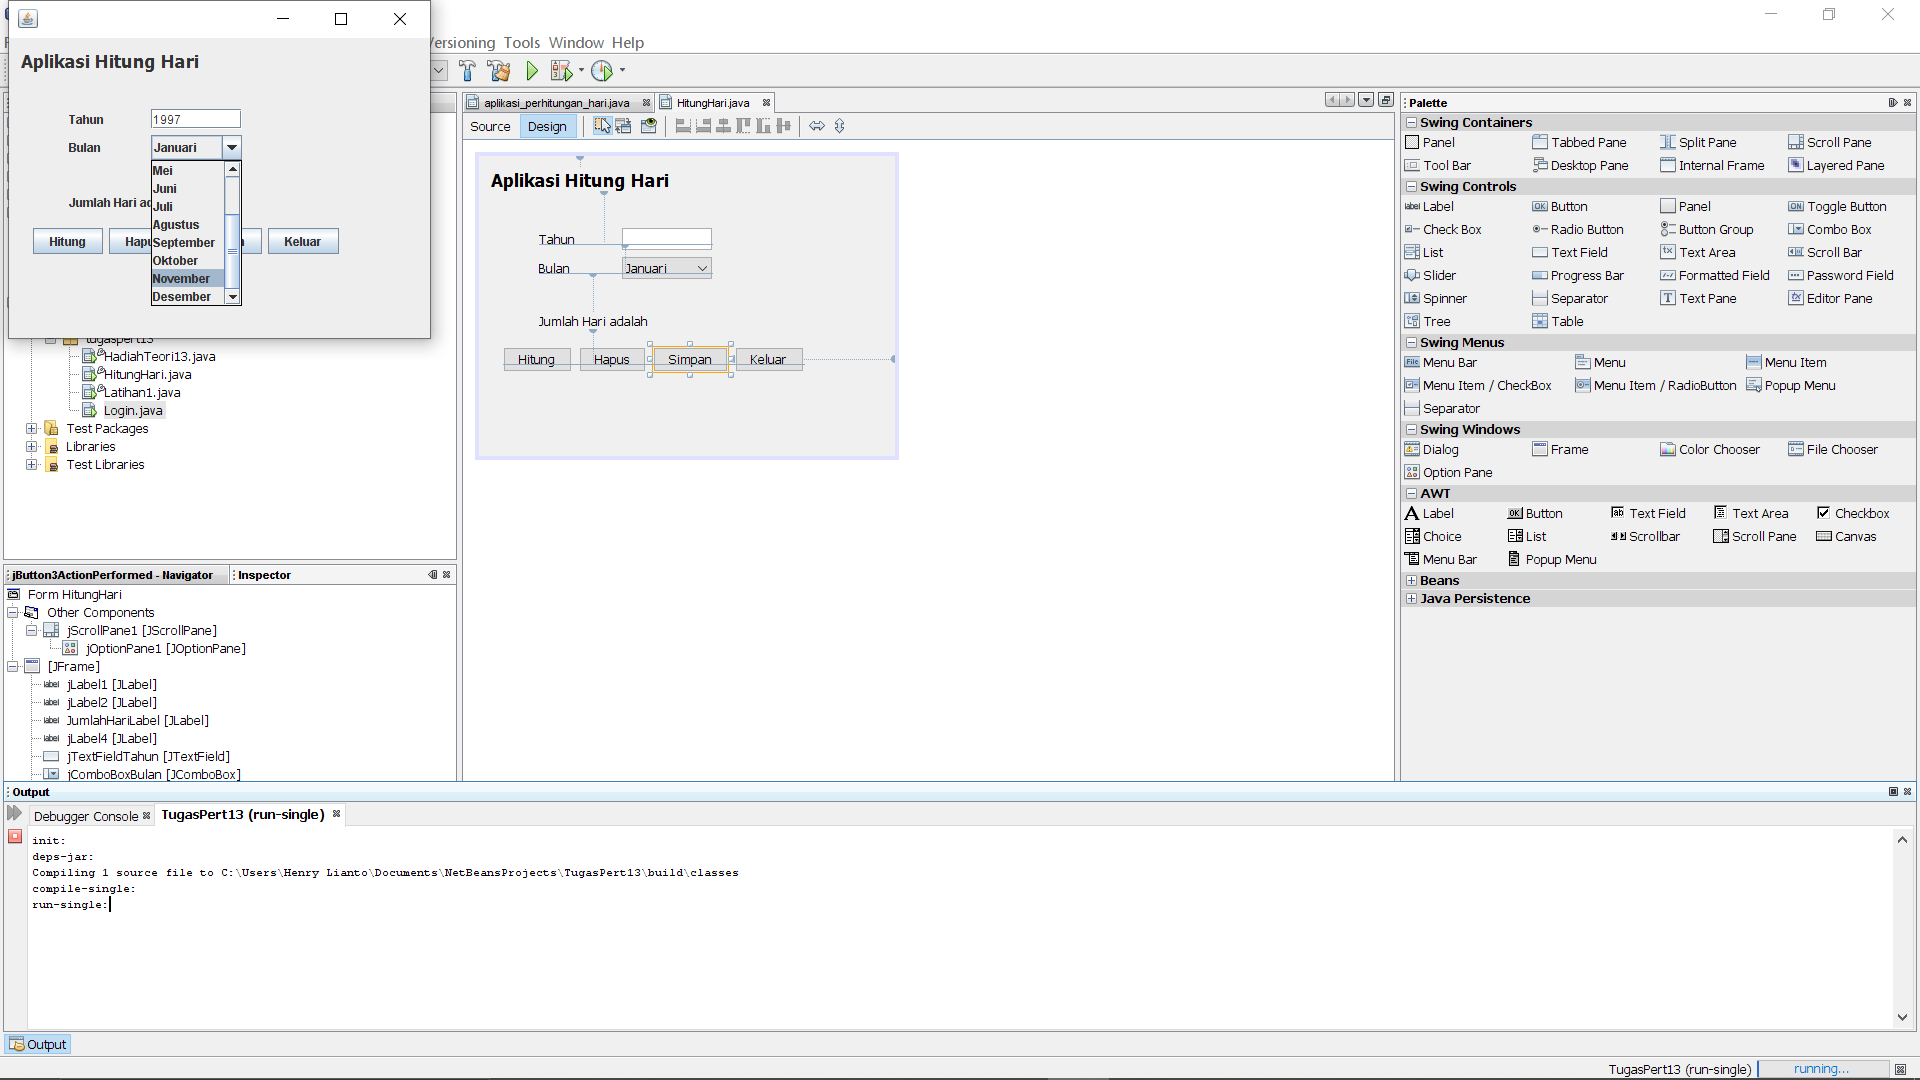 Versioning Tools Window Help
Aplikasi Hitung Hari
Tahun 1997
Bulan Januari
Mei
Juni
Juli
Jumlah Hari ad
Agustus
September
Hitung Hapu Keluar
Oktober
November
Desember
tugaspert13
HadiahTeori13.java
HitungHari.java
Latihan1.java
Login.java
Test Packages
Libraries
Test Libraries
jButton3ActionPerformed - Navigator Inspector
Form HitungHari
Other Components
jScrollPane1 [JScrollPane]
jOptionPane1 [JOptionPane]
[JFrame]
jLabel1 [JLabel]
jLabel2 [JLabel]
JumlahHariLabel [JLabel]
jLabel4 [JLabel]
jTextFieldTahun [JTextField]
jComboBoxBulan [JComboBox]
aplikasi_perhitungan_hari.java HitungHari.java
Source Design
Aplikasi Hitung Hari
Tahun
Bulan Januari
Jumlah Hari adalah
Hitung Hapus Simpan Keluar
Palette
Swing Containers
Panel Tabbed Pane Split Pane Scroll Pane
Tool Bar Desktop Pane Internal Frame Layered Pane
Swing Controls
Label Button Panel Toggle Button
Check Box Radio Button Button Group Combo Box
List Text Field Text Area Scroll Bar
Slider Progress Bar Formatted Field Password Field
Spinner Separator Text Pane Editor Pane
Tree Table
Swing Menus
Menu Bar Menu Menu Item
Menu Item / CheckBox Menu Item / RadioButton Popup Menu
Separator
Swing Windows
Dialog Frame Color Chooser File Chooser
Option Pane
AWT
Label Button Text Field Text Area Checkbox
Choice List Scrollbar Scroll Pane Canvas
Menu Bar Popup Menu
Beans
Java Persistence
Output
Debugger Console TugasPert13 (run-single)
init:
deps-jar:
Compiling 1 source file to C:\Users\Henry Lianto\Documents\NetBeansProjects\TugasPert13\build\classes
compile-single:
run-single:
Output
TugasPert13 (run-single) running...